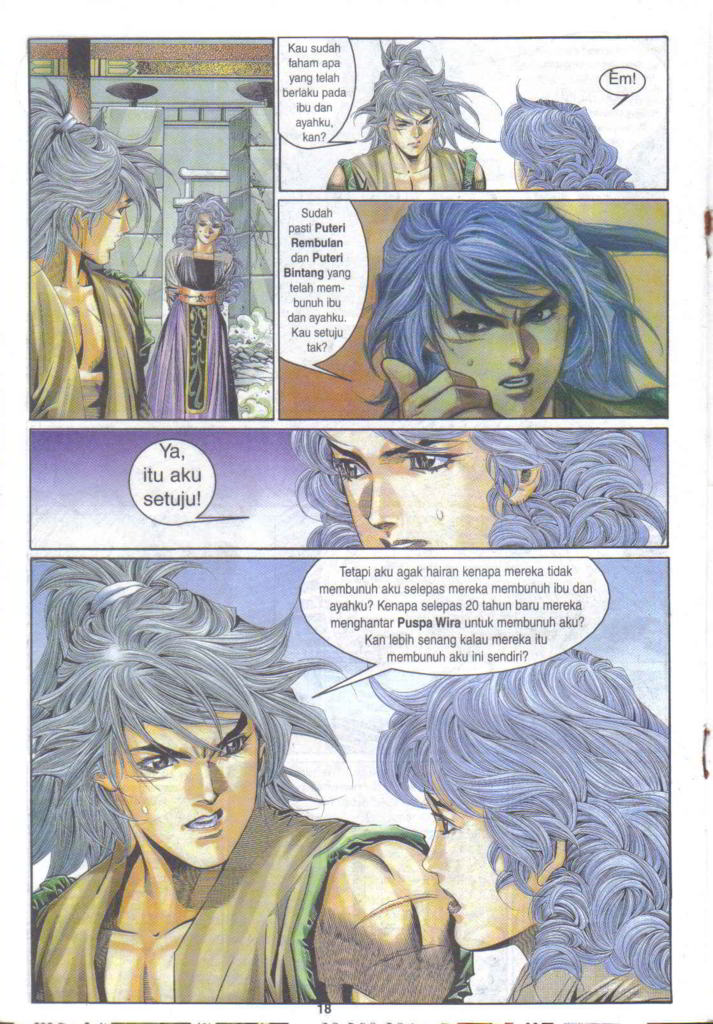 Kau sudah
faham apa
yang telah
berlaku pada
ibu dan
ayahku,
kan?
Em!
Sudah
pasti Puteri
Rembulan
dan Puteri
Bintang yang
telah mem-
bunuh ibu
dan ayahku.
Kau setuju
tak?
Ya,
itu aku
setuju!
Tetapi aku agak hairan kenapa mereka tidak
membunuh aku selepas mereka membunuh ibu dan
ayahku? Kenapa selepas 20 tahun baru mereka
menghantar Puspa Wira untuk membunuh aku?
Kan lebih senang kalau mereka itu
membunuh aku ini sendiri?
18